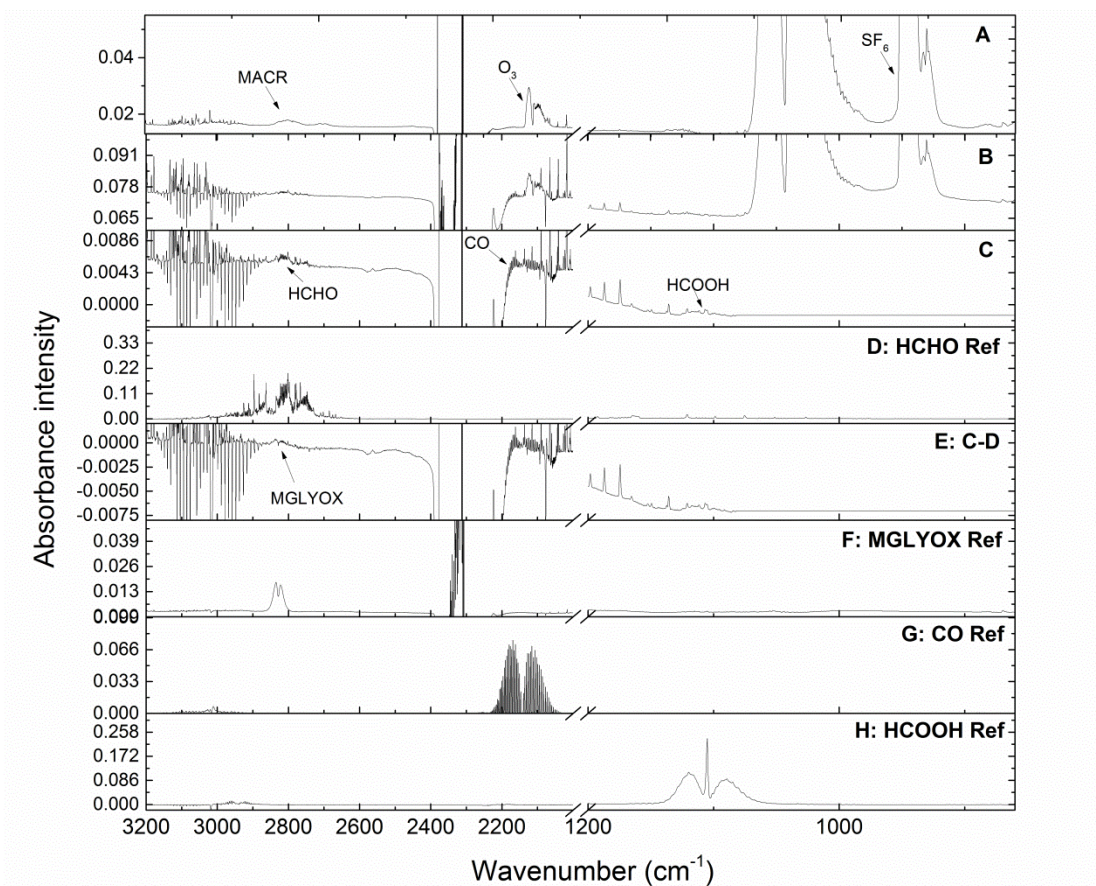 0.04
0.02
MACR
O3
SF6
A
0.091
0.078
0.065
B
0.0086
0.0043
0.0000
HCHO
CO
HCOOH
C
0.33
0.22
0.11
0.00
D: HCHO Ref
0.0000
-0.0025
-0.0050
-0.0075
MGLYOX
E: C-D
0.039
0.026
0.013
F: MGLYOX Ref
0.066
0.033
0.000
G: CO Ref
0.258
0.172
0.086
0.000
H: HCOOH Ref
3200 3000 2800 2600 2400 2200 1200 1000
Wavenumber (cm-1)
Absorbance intensity